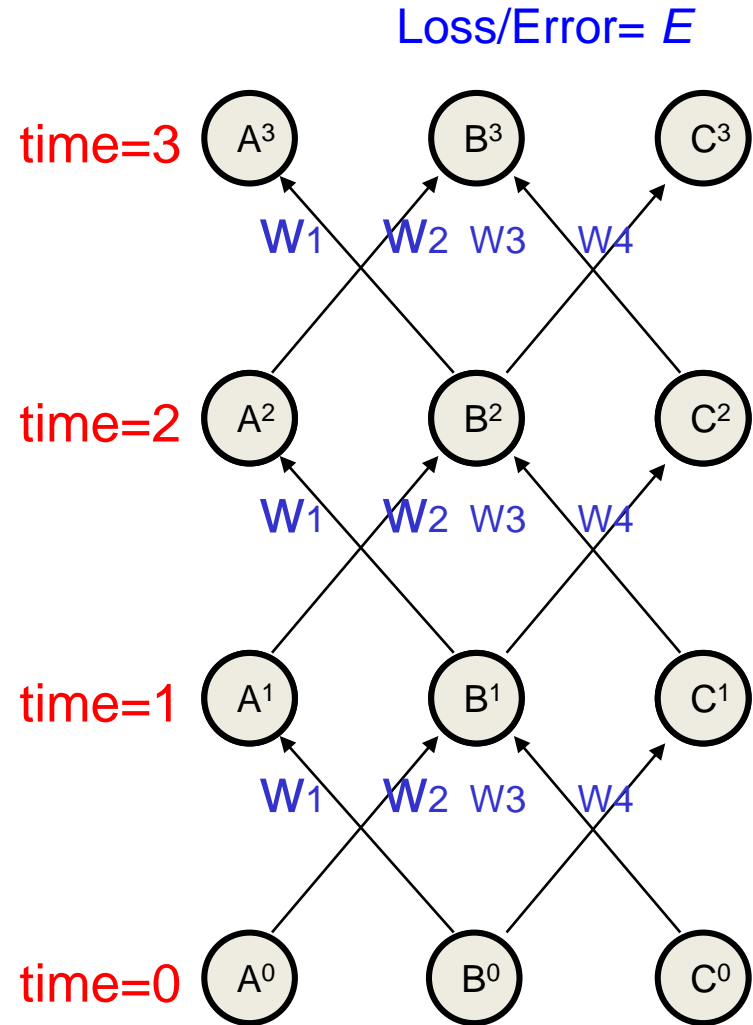 Loss/Error= E
time=3 A³ B³ C³
W1 W2 W3 W4
time=2 A² B² C²
W1 W2 W3 W4
time=1 A¹ B¹ C¹
W1 W2 W3 W4
time=0 A⁰ B⁰ C⁰